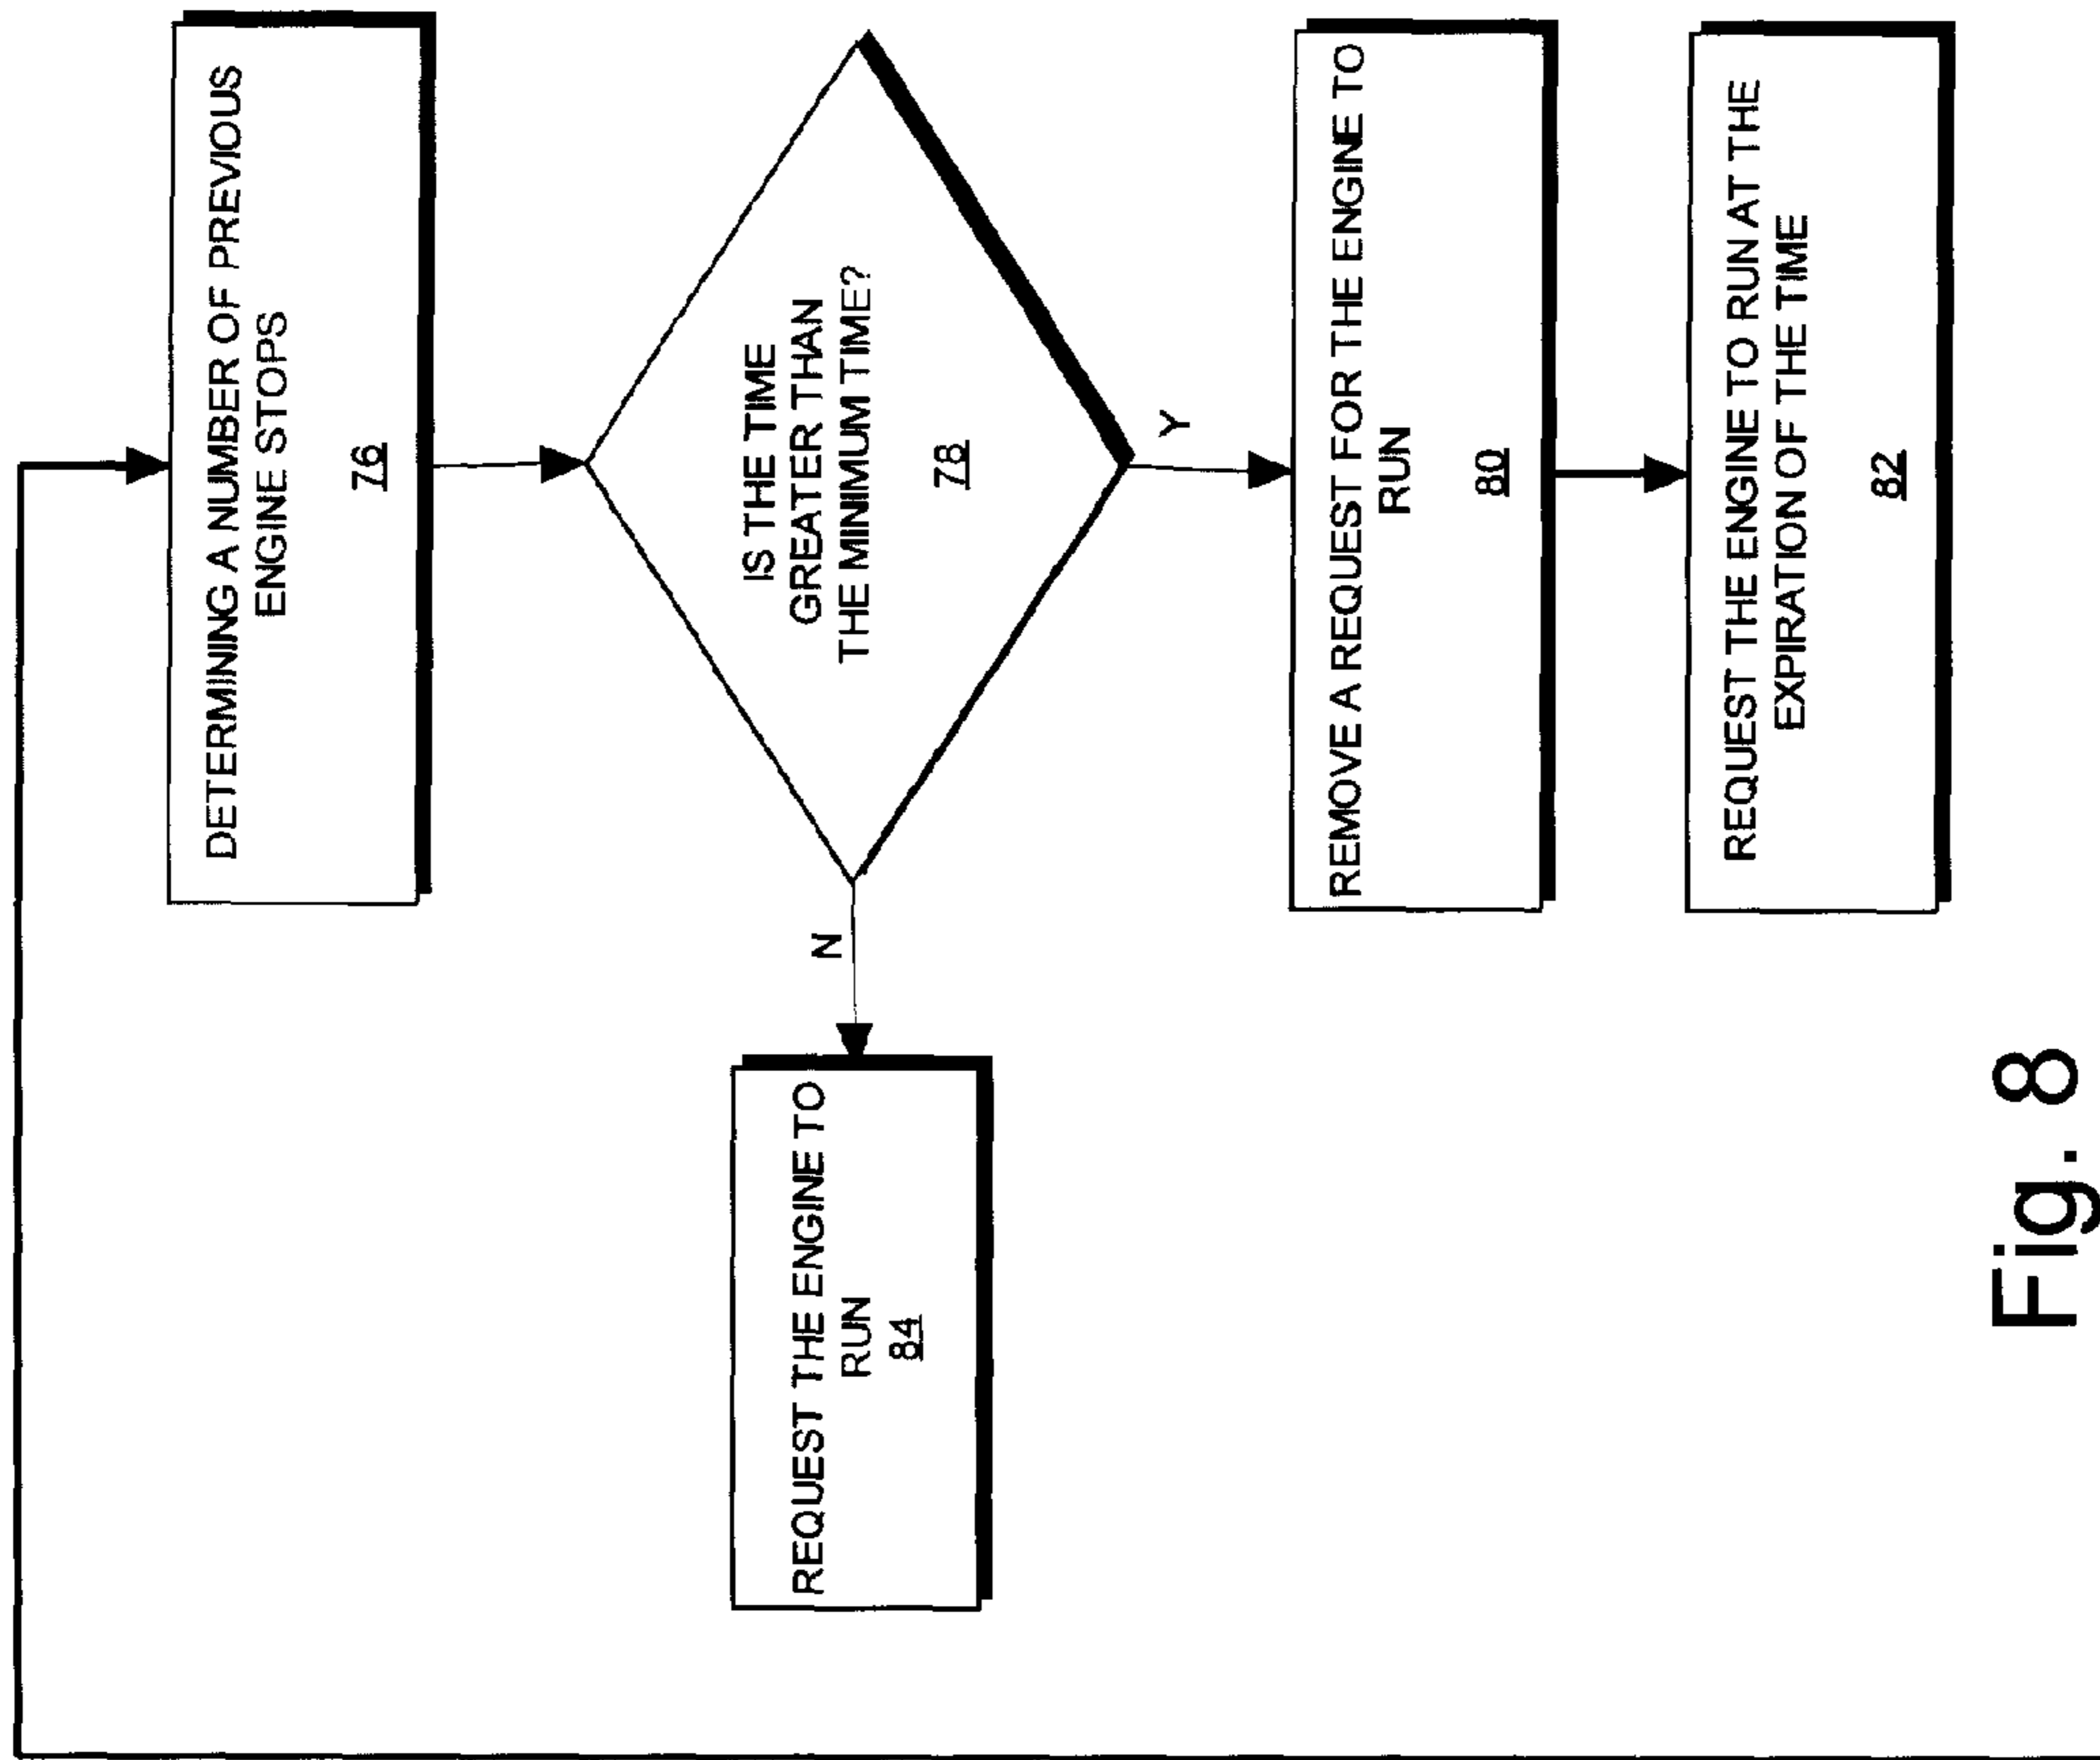 DETERMINING A NUMBER OF PREVIOUS
ENGINE STOPS
76
IS THE TIME
GREATER THAN
THE MINIMUM TIME?
78
N
Y
REQUEST THE ENGINE TO
RUN
84
REMOVE A REQUEST FOR THE ENGINE TO
RUN
80
REQUEST THE ENGINE TO RUN AT THE
EXPIRATION OF THE TIME
82
Fig. 8